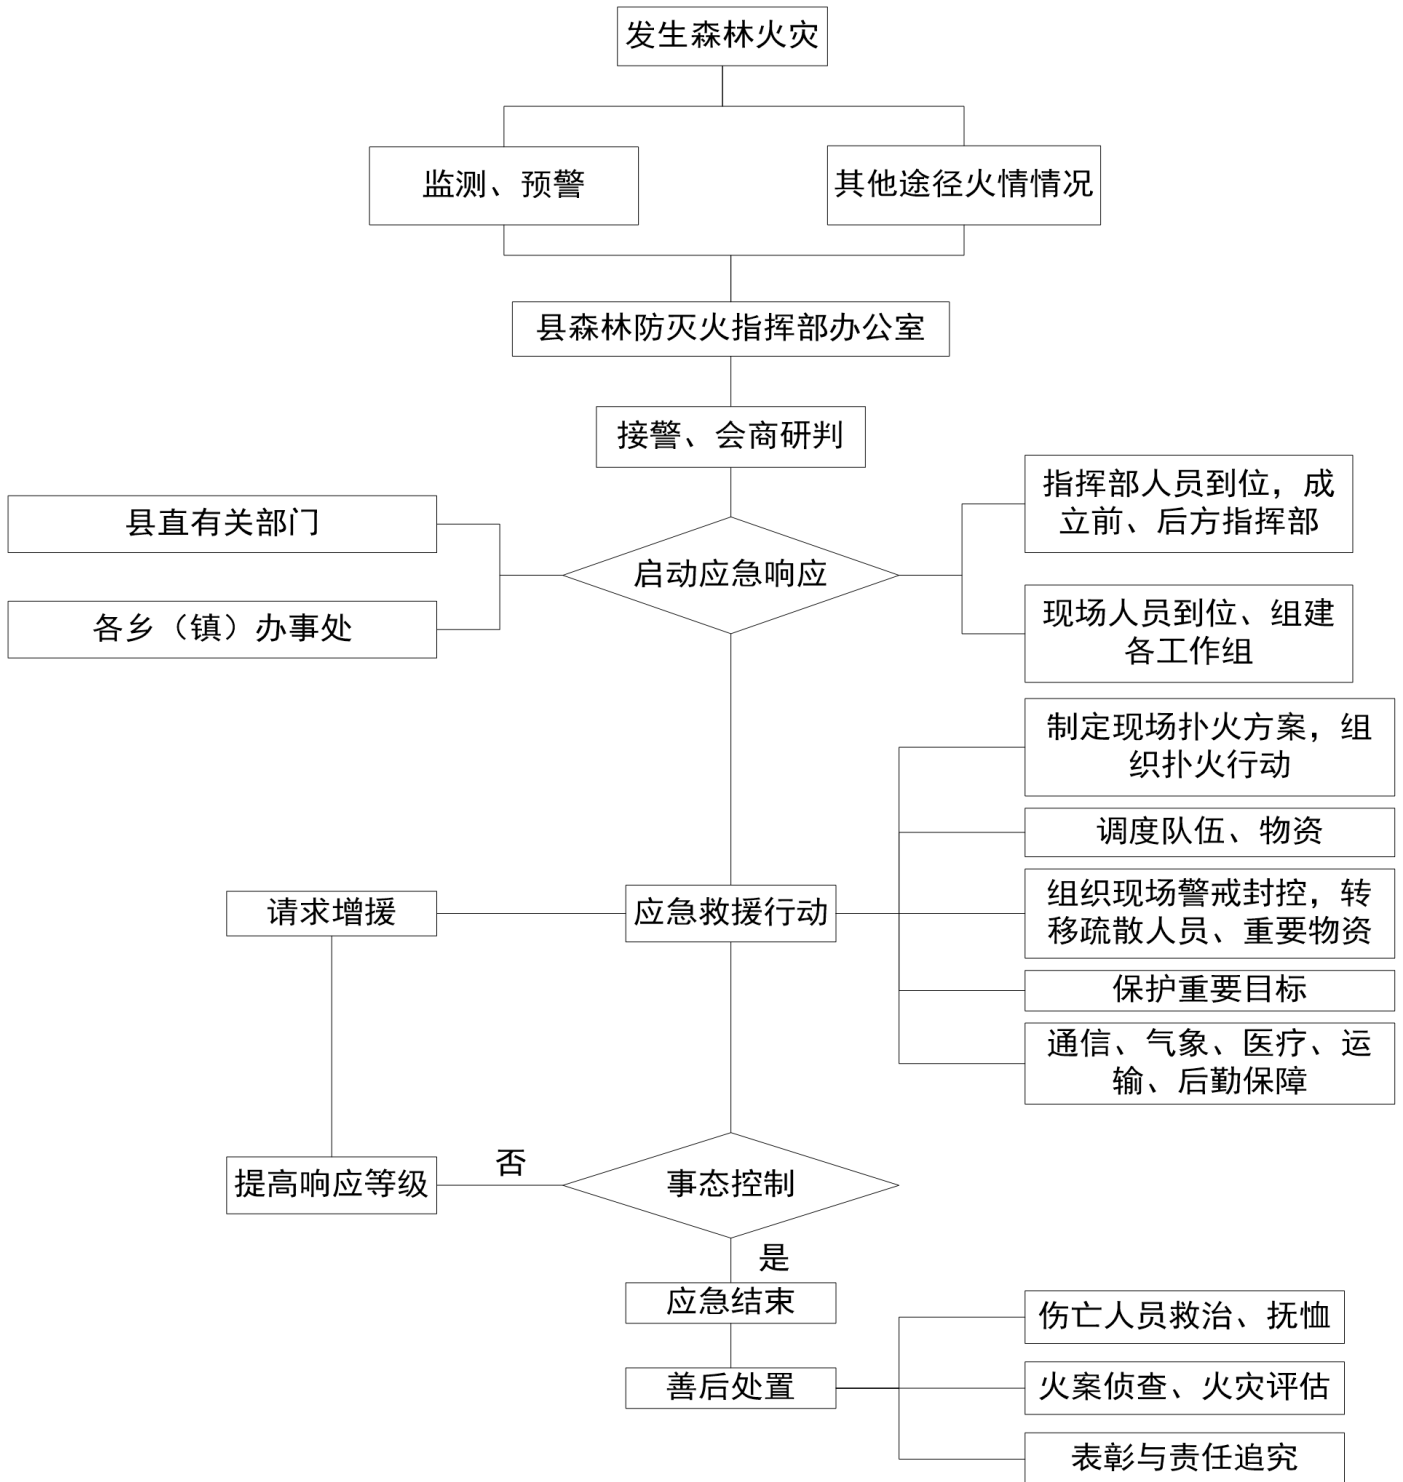 发生森林火灾
监测、预警
其他途径火情情况
县森林防灭火指挥部办公室
接警、会商研判
县直有关部门
各乡（镇）办事处
启动应急响应
指挥部人员到位，成
立前、后方指挥部
现场人员到位、组建
各工作组
制定现场扑火方案，组
织扑火行动
调度队伍、物资
组织现场警戒封控，转
移疏散人员、重要物资
保护重要目标
通信、气象、医疗、运
输、后勤保障
请求增援
应急救援行动
提高响应等级
否
事态控制
是
应急结束
善后处置
伤亡人员救治、抚恤
火案侦查、火灾评估
表彰与责任追究